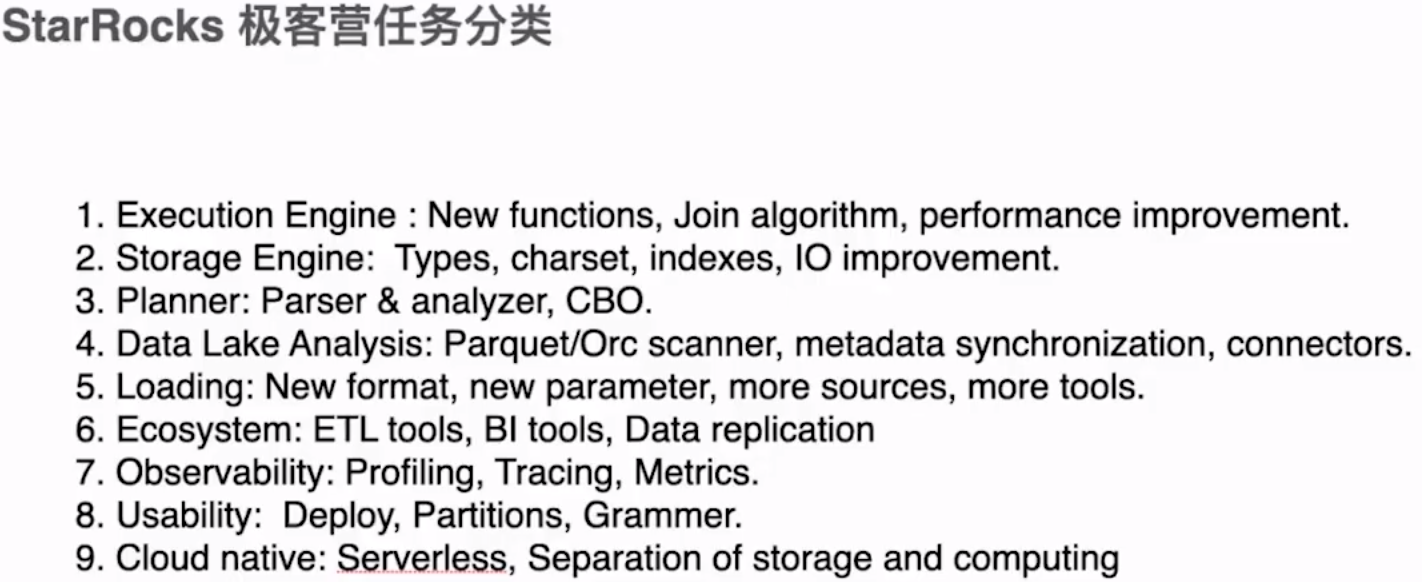 StarRocks 极客营任务分类
1. Execution Engine : New functions, Join algorithm, performance improvement.
2. Storage Engine:  Types, charset, indexes, IO improvement.
3. Planner: Parser & analyzer, CBO.
4. Data Lake Analysis: Parquet/Orc scanner, metadata synchronization, connectors.
5. Loading: New format, new parameter, more sources, more tools.
6. Ecosystem: ETL tools, BI tools, Data replication
7. Observability: Profiling, Tracing, Metrics.
8. Usability:  Deploy, Partitions, Grammer.
9. Cloud native: Serverless, Separation of storage and computing